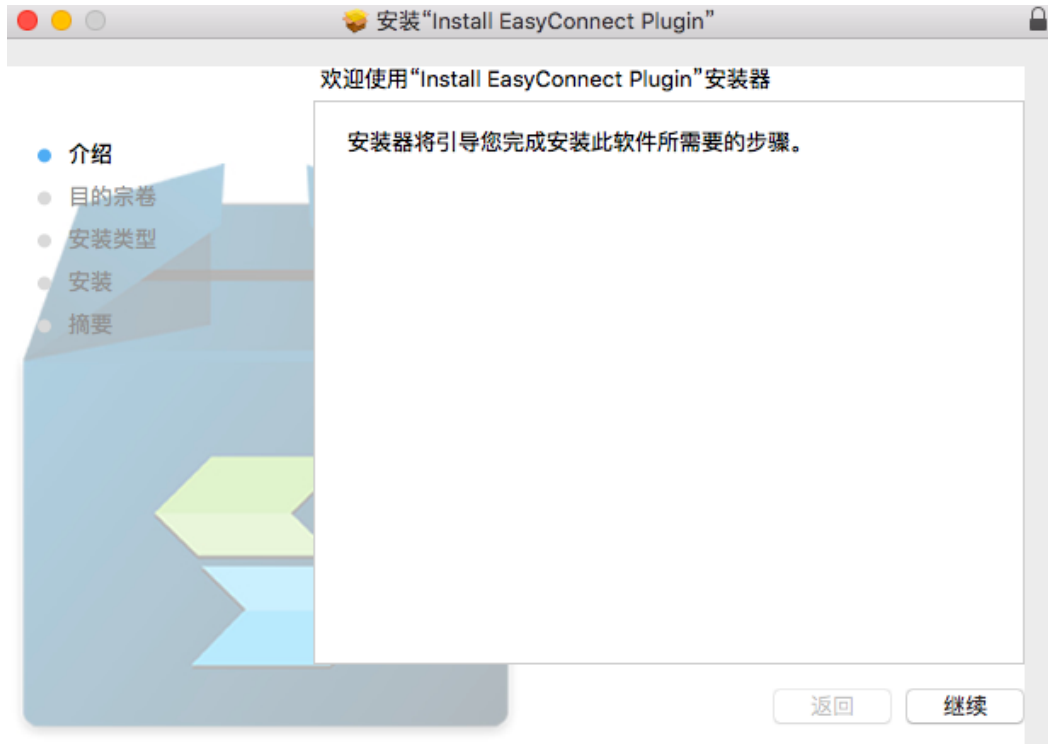 安装“Install EasyConnect Plugin”
欢迎使用“Install EasyConnect Plugin”安装器
安装器将引导您完成安装此软件所需要的步骤。
介绍
目的宗卷
安装类型
安装
摘要
返回
继续